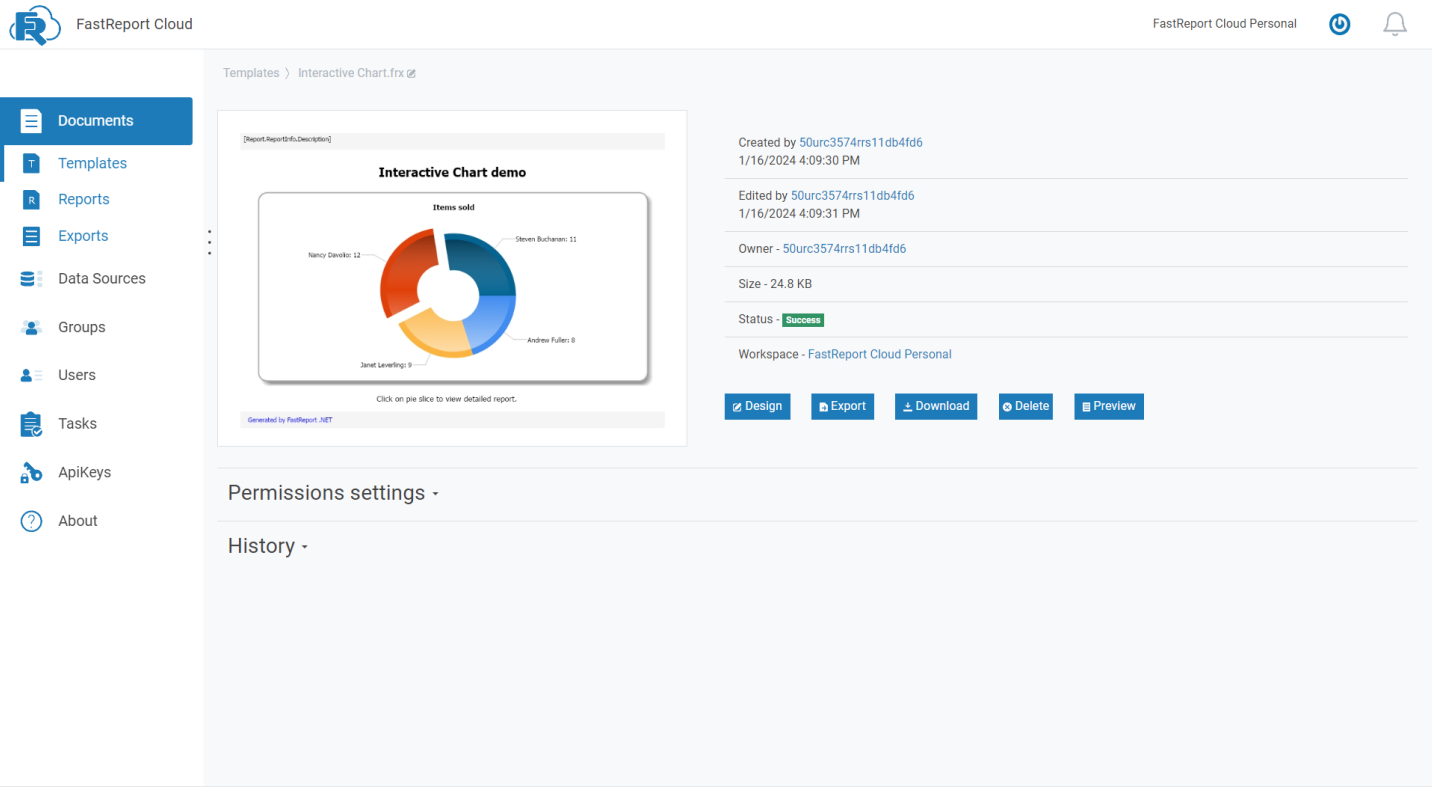 FastReport Cloud
FastReport Cloud Personal
Documents
T
Templates
R
Reports
Exports
Data Sources
Groups
Users
Tasks
ApiKeys
?
About
Templates 〉 Interactive Chart.frx
[Report.ReportInfo.Description]
Interactive Chart demo
Items sold
Steven Buchanan: 11
Nancy Davolio: 12
Andrew Fuller: 8
Janet Leverling: 9
Click on pie slice to view detailed report.
Generated by FastReport .NET
Created by 50urc3574rrs11db4fd6
1/16/2024 4:09:30 PM
Edited by 50urc3574rrs11db4fd6
1/16/2024 4:09:31 PM
Owner - 50urc3574rrs11db4fd6
Size - 24.8 KB
Status - Success
Workspace - FastReport Cloud Personal
Design Export Download Delete Preview
Permissions settings
History